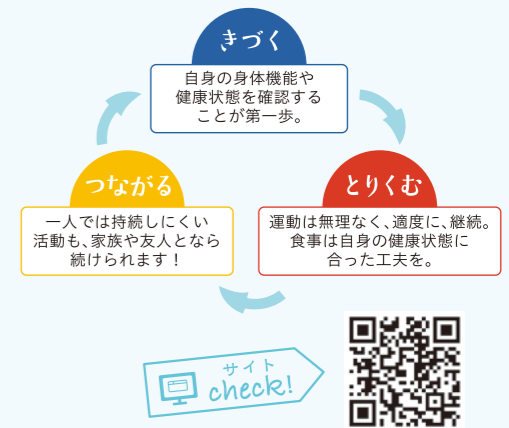 きづく
自身の身体機能や
健康状態を確認する
ことが第一歩。
とりくむ
運動は無理なく、適度に、継続。
食事は自身の健康状態に
合った工夫を。
つながる
一人では持続しにくい
活動も、家族や友人となら
続けられます！
サイト
check!